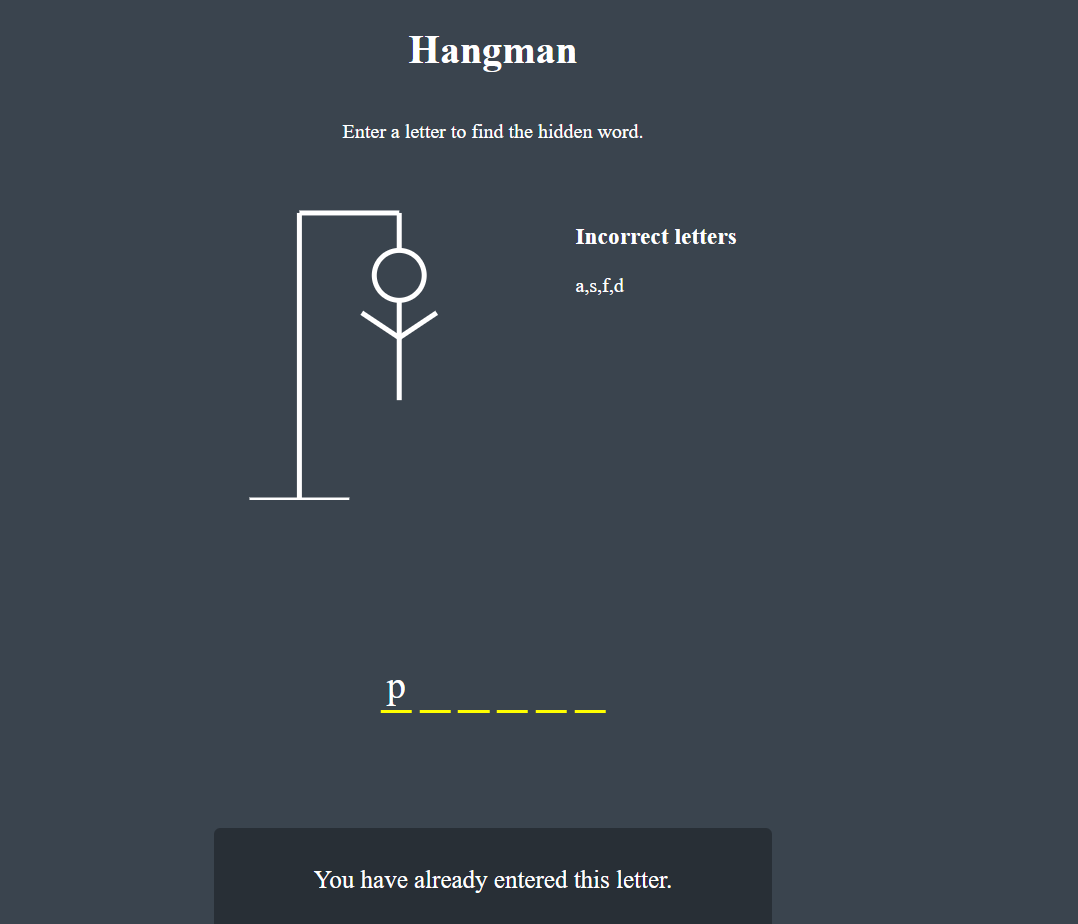 Hangman
Enter a letter to find the hidden word.
Incorrect letters
a,s,f,d
p
You have already entered this letter.